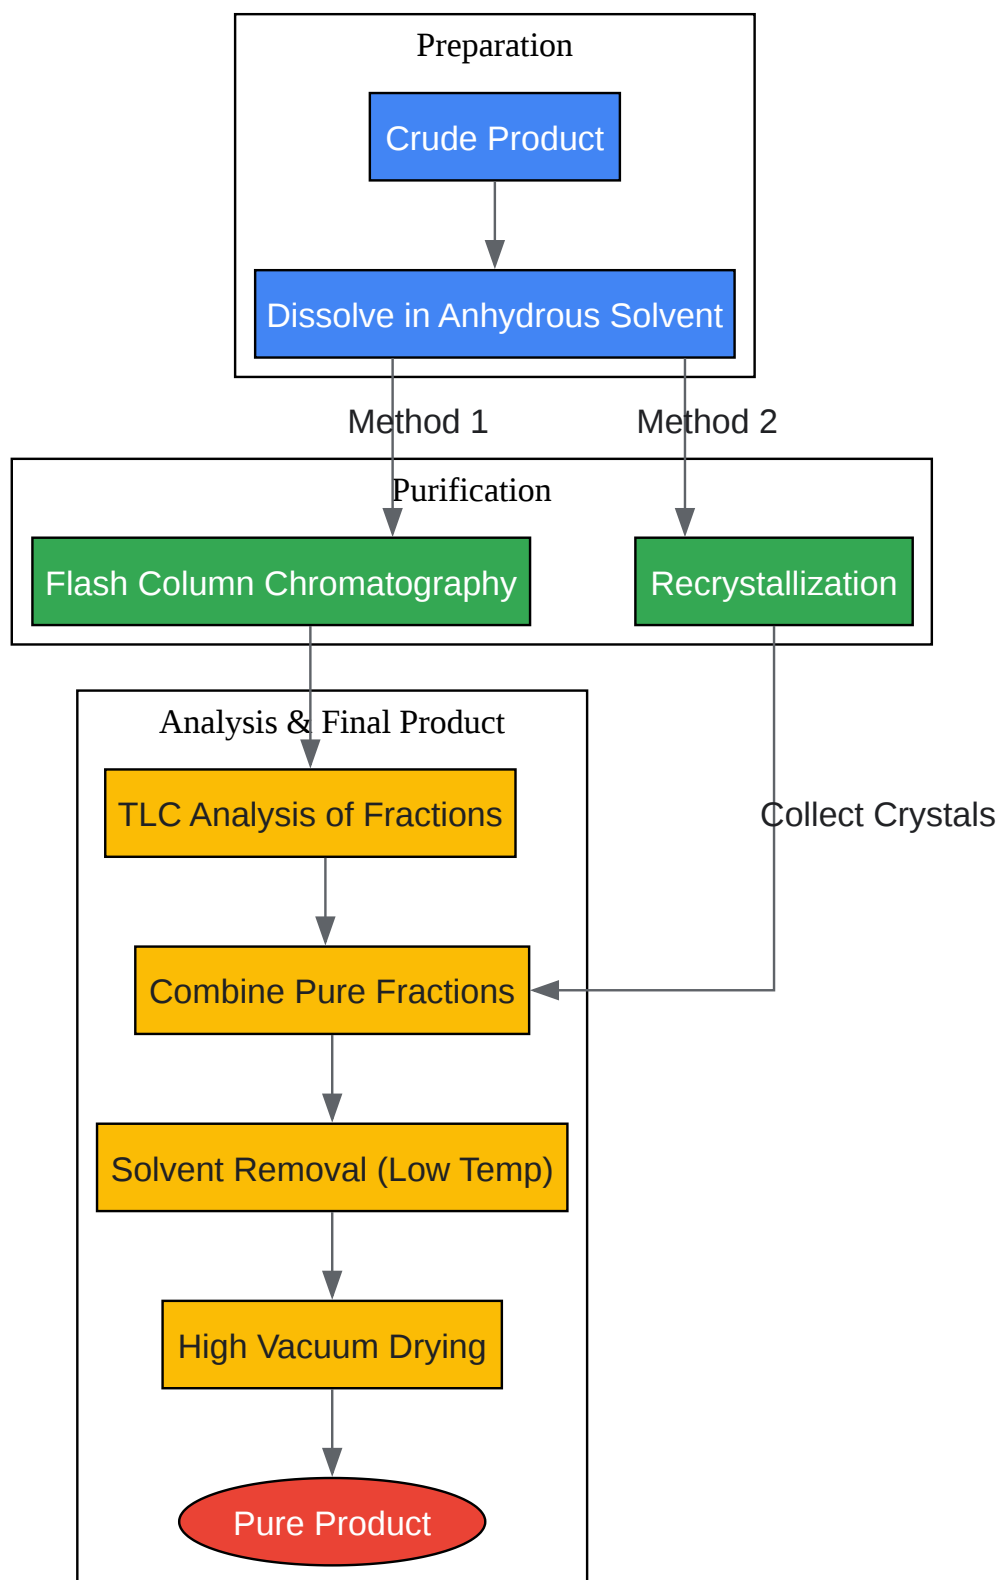 Preparation
Crude Product
Dissolve in Anhydrous Solvent
Method 1
Method 2
Purification
Flash Column Chromatography
Recrystallization
Analysis & Final Product
TLC Analysis of Fractions
Collect Crystals
Combine Pure Fractions
Solvent Removal (Low Temp)
High Vacuum Drying
Pure Product